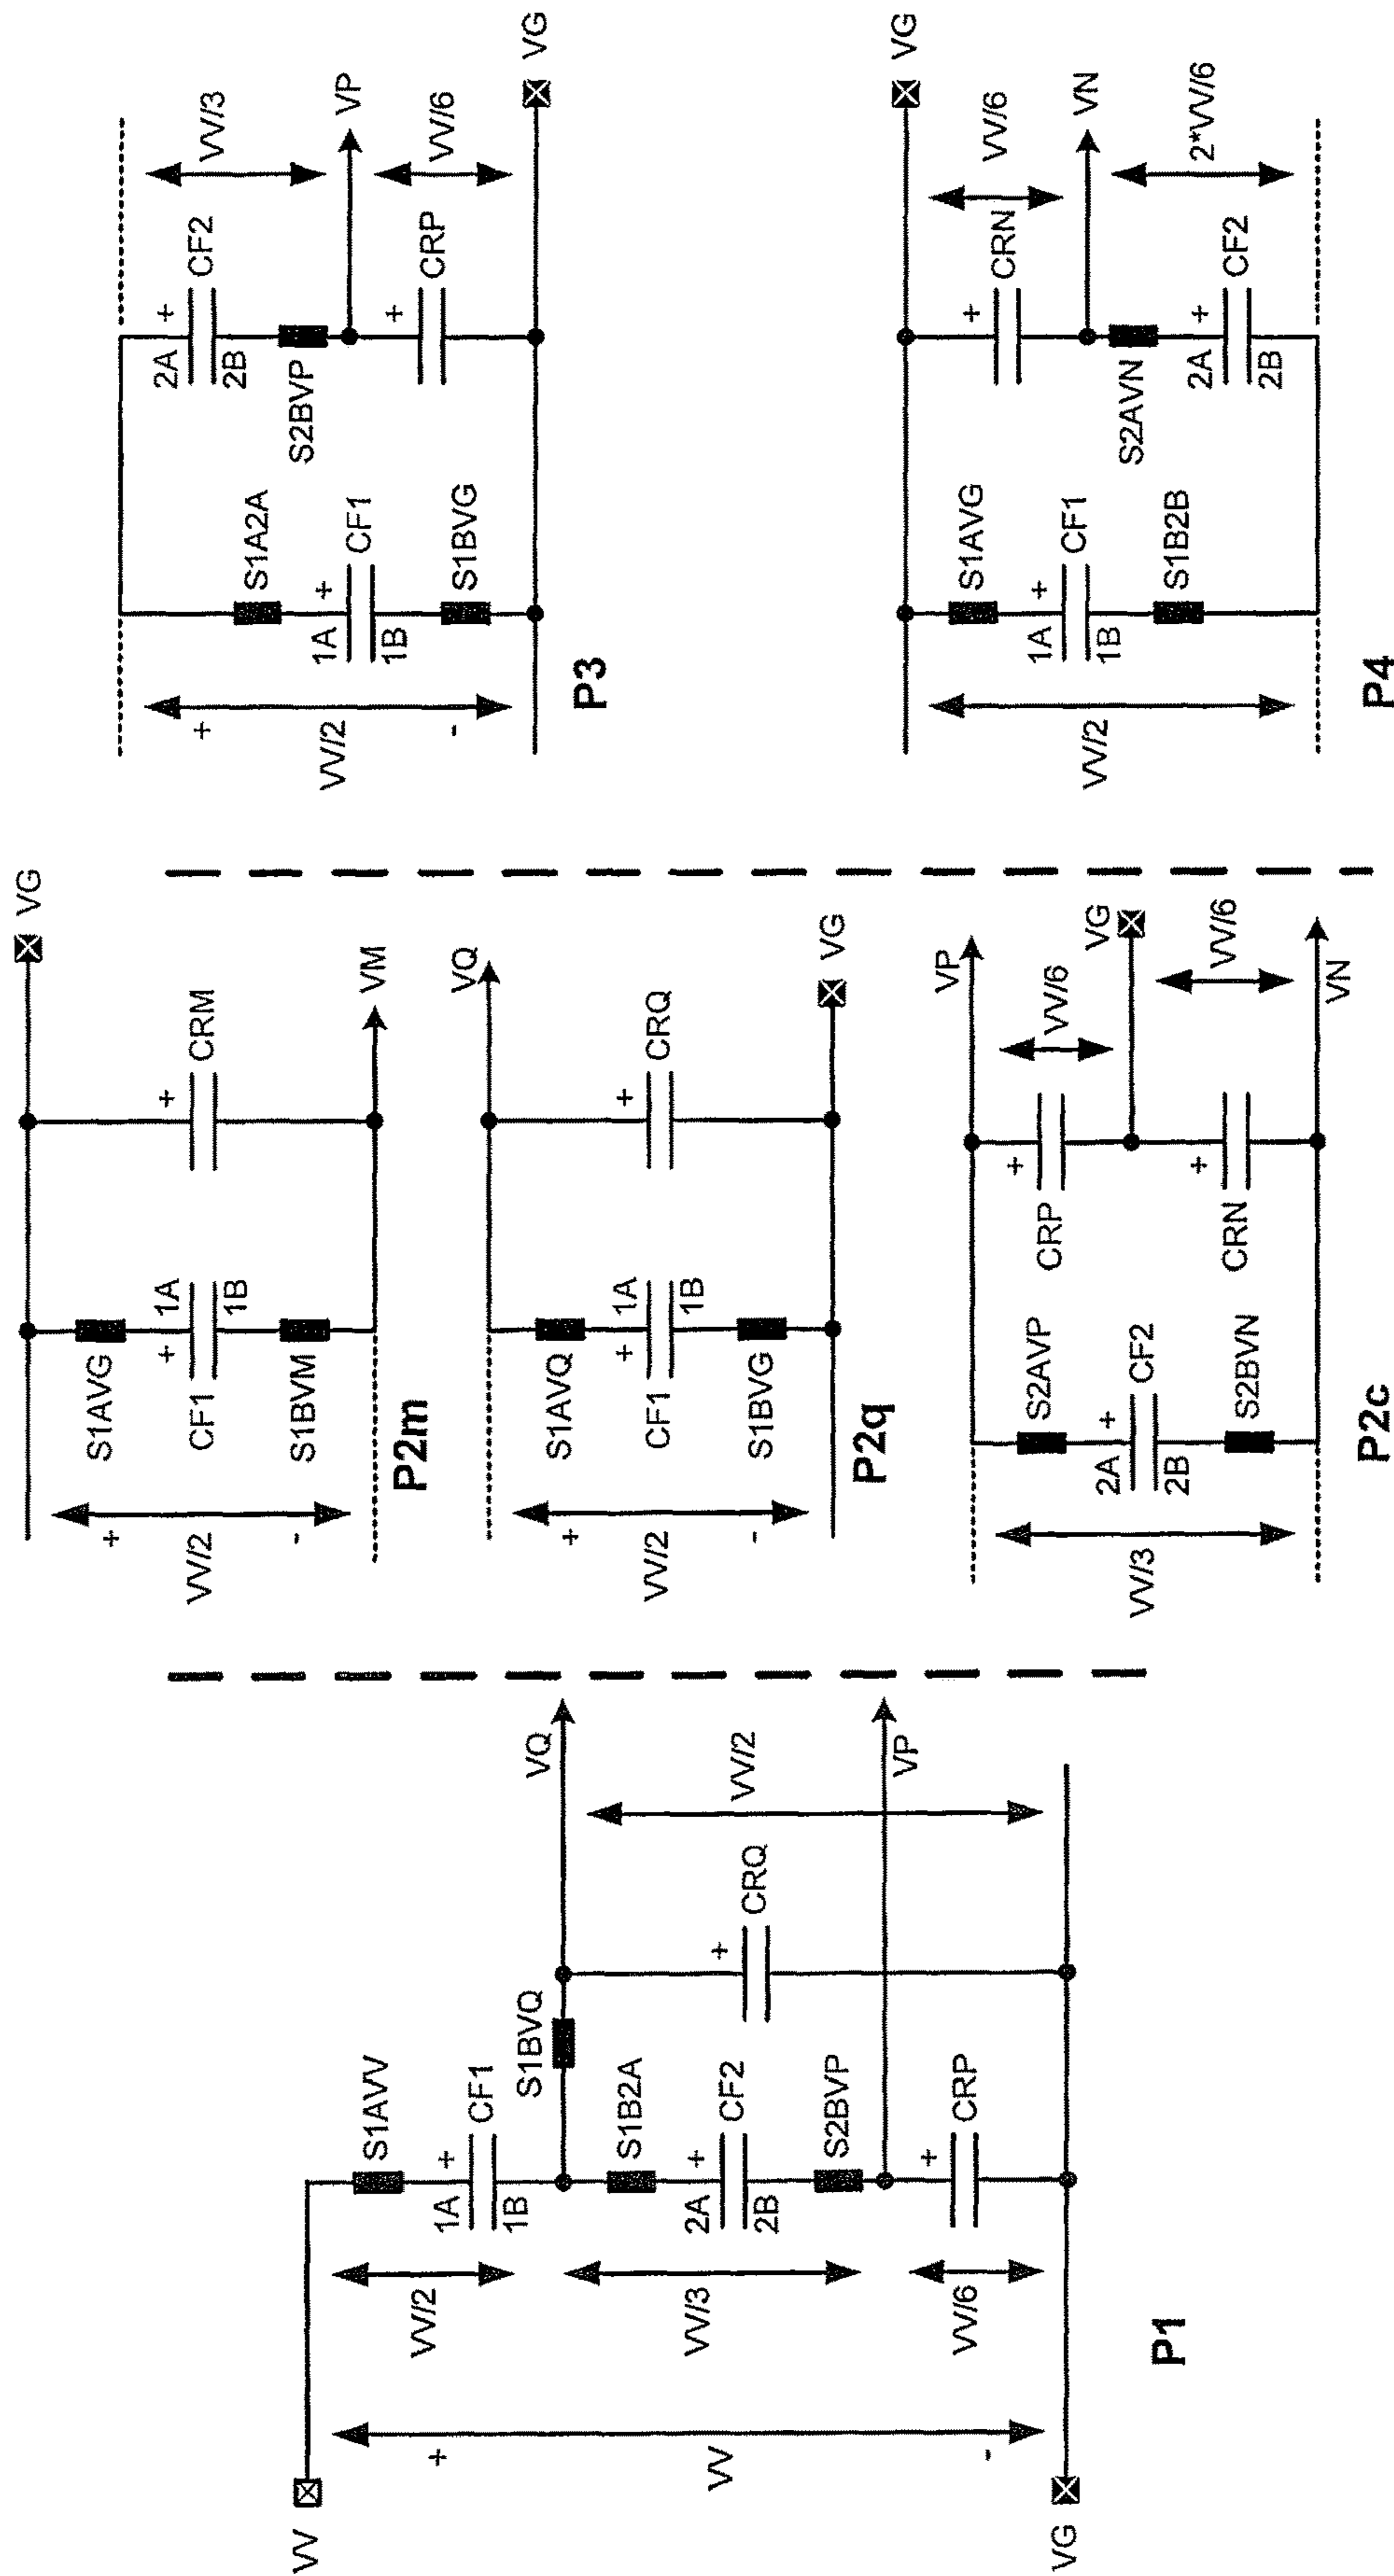 VV
+
VV
-
VG
VV/2
VV/3
VV/6
S1AVV
1A
+
CF1
1B
S1BVQ
S1B2A
2A
+
CF2
2B
S2BVP
+
CRP
+
CRQ
VQ
VV/2
VP
P1
+
VV/2
-
S1AVG
+
1A
CF1
1B
S1BVM
+
CRM
VG
VM
P2m
+
VV/2
-
S1AVQ
+
1A
CF1
1B
S1BVG
+
CRQ
VQ
VG
P2q
VV/3
S2AVP
2A
+
CF2
2B
S2BVN
+
CRP
+
CRN
VP
VV/6
VG
VV/6
VN
P2c
+
VV/2
-
S1A2A
1A
+
CF1
1B
S1BVG
2A
+
CF2
2B
S2BVP
+
CRP
VV/3
VP
VV/6
VG
P3
VV/2
S1AVG
1A
+
CF1
1B
S1B2B
+
CRN
S2AVN
2A
+
CF2
2B
VG
VV/6
VN
2*VV/6
P4